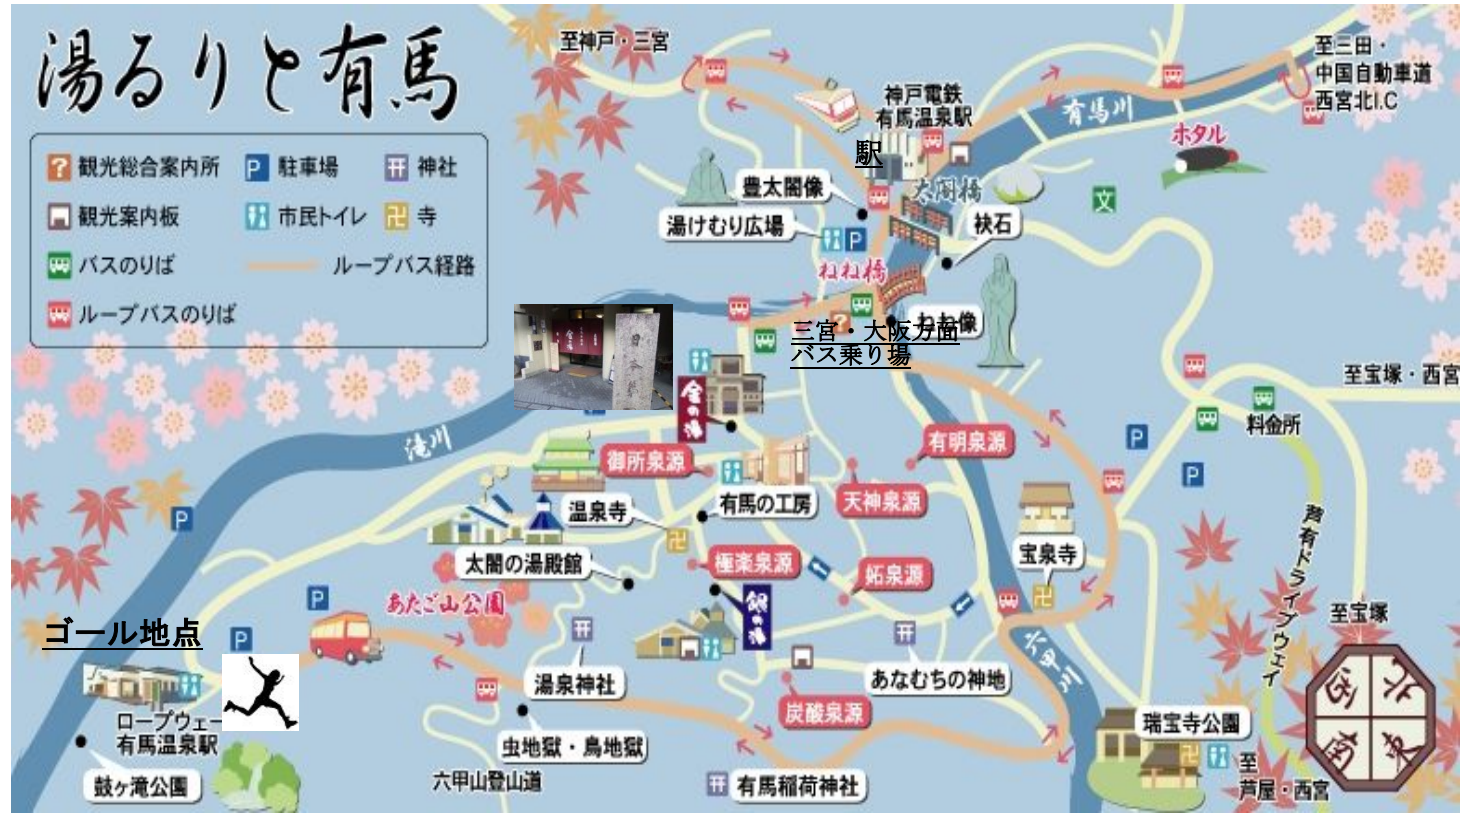 湯るりと有馬
観光総合案内所
駐車場
神社
観光案内板
市民トイレ
寺
バスのりば
ループバス経路
ループバスのりば
至神戸・三宮
神戸電鉄
有馬温泉駅
駅
有馬川
至三田・
中国自動車道
西宮北I.C
ホタル
豊太閤像
太閤橋
湯けむり広場
袂石
文
ねね橋
ねね像
三宮・大阪方面
バス乗り場
金の湯
滝川
御所泉源
有明泉源
天神泉源
有馬の工房
温泉寺
太閤の湯殿館
極楽泉源
妬泉源
銀の湯
宝泉寺
至宝塚・西宮
料金所
芦有ドライブウェイ
至宝塚
あたご山公園
ゴール地点
ロープウェー
有馬温泉駅
鼓ヶ滝公園
湯泉神社
虫地獄・鳥地獄
六甲山登山道
炭酸泉源
あなむちの神地
有馬稲荷神社
六甲川
瑞宝寺公園
至
芦屋・西宮
西
北
南
東